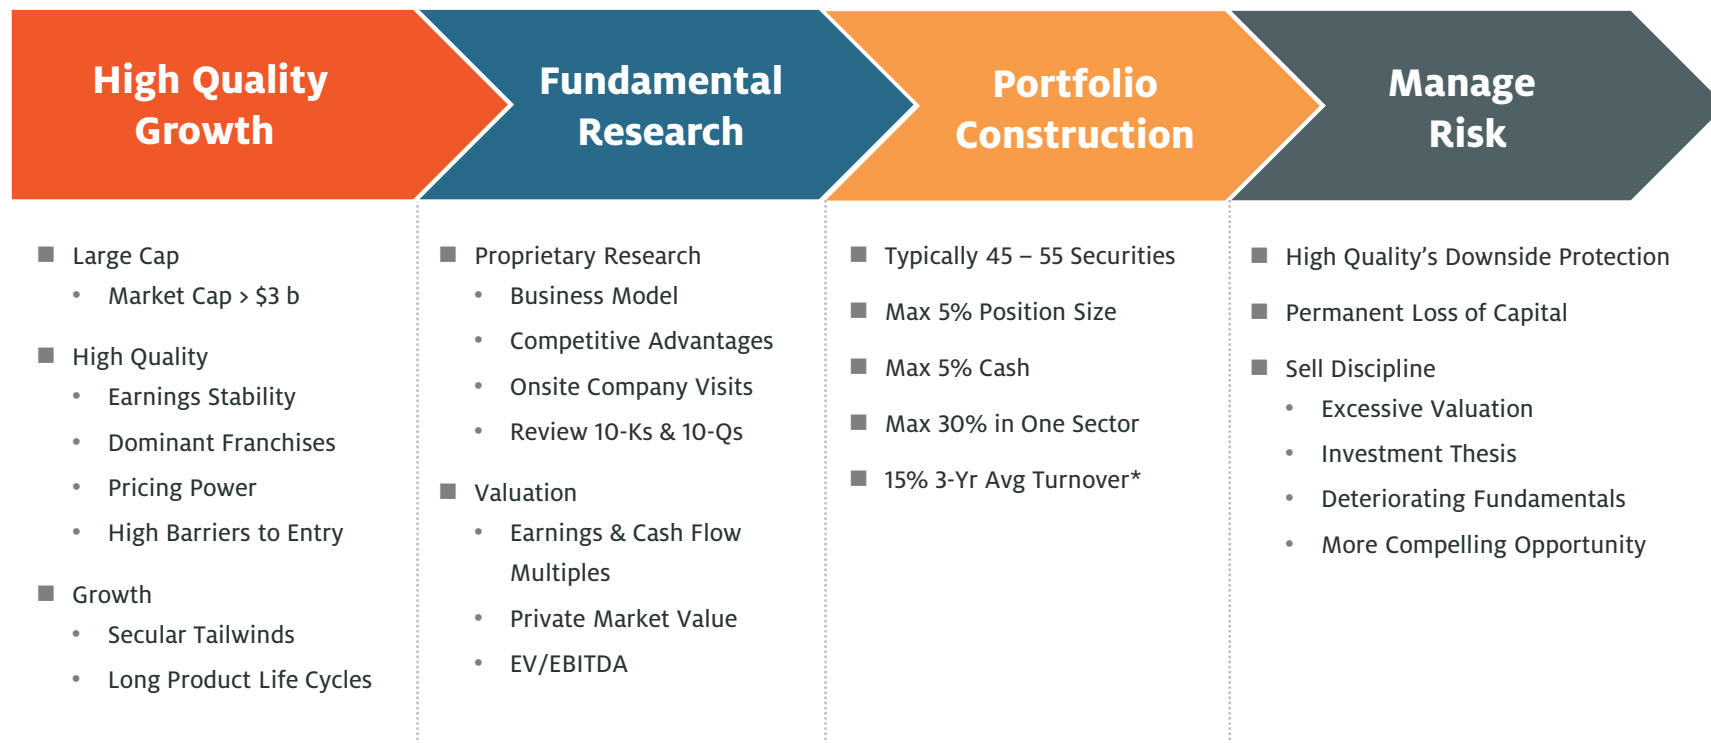 High Quality
Growth
Fundamental
Research
Portfolio
Construction
Manage
Risk
Large Cap
Market Cap > $3 b
High Quality
Earnings Stability
Dominant Franchises
Pricing Power
High Barriers to Entry
Growth
Secular Tailwinds
Long Product Life Cycles
Proprietary Research
Business Model
Competitive Advantages
Onsite Company Visits
Review 10-Ks & 10-Qs
Valuation
Earnings & Cash Flow
Multiples
Private Market Value
EV/EBITDA
Typically 45 – 55 Securities
Max 5% Position Size
Max 5% Cash
Max 30% in One Sector
15% 3-Yr Avg Turnover*
High Quality’s Downside Protection
Permanent Loss of Capital
Sell Discipline
Excessive Valuation
Investment Thesis
Deteriorating Fundamentals
More Compelling Opportunity